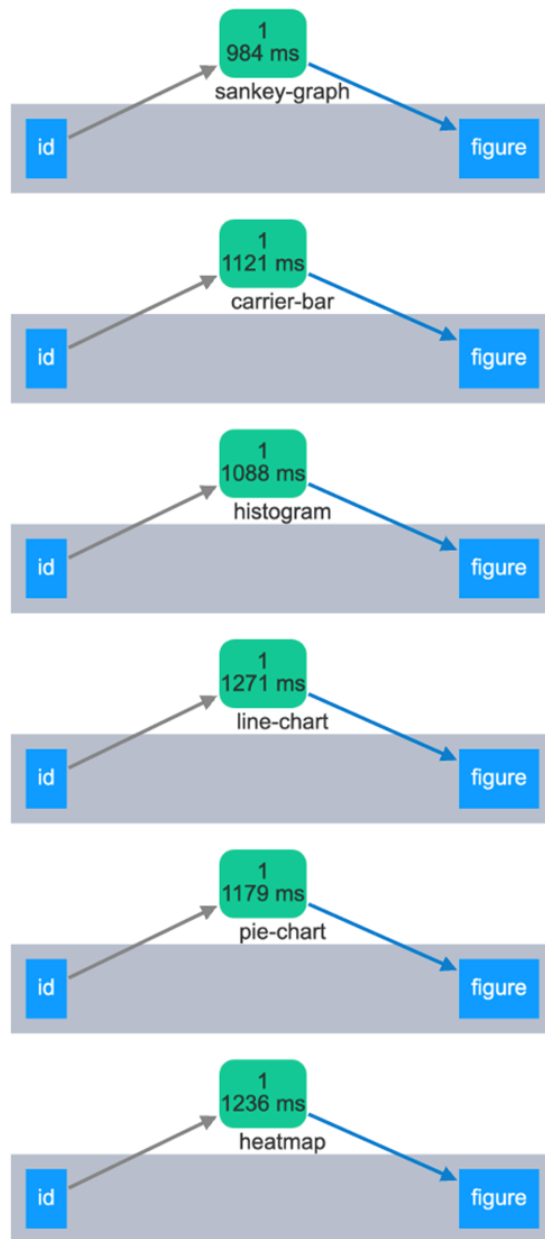 1
984 ms
sankey-graph
id
figure
1
1121 ms
carrier-bar
id
figure
1
1088 ms
histogram
id
figure
1
1271 ms
line-chart
id
figure
1
1179 ms
pie-chart
id
figure
1
1236 ms
heatmap
id
figure